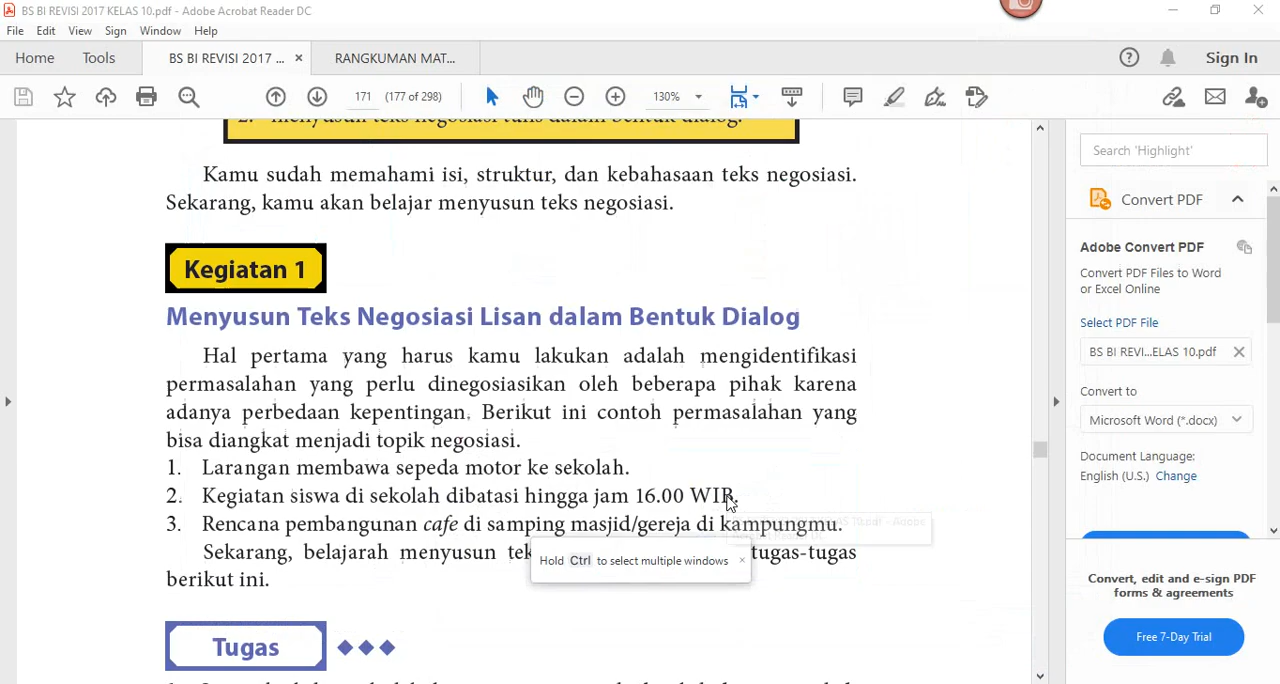 BS BI REVISI 2017 KELAS 10.pdf - Adobe Acrobat Reader DC
File Edit View Sign Window Help
Home Tools BS BI REVISI 2017 ... × RANGKUMAN MAT... Sign In
171 (177 of 298) 130%
2. menyusun teks negosiasi tulis dalam bentuk dialog.
Kamu sudah memahami isi, struktur, dan kebahasaan teks negosiasi.
Sekarang, kamu akan belajar menyusun teks negosiasi.
Kegiatan 1
Menyusun Teks Negosiasi Lisan dalam Bentuk Dialog
Hal pertama yang harus kamu lakukan adalah mengidentifikasi
permasalahan yang perlu dinegosiasikan oleh beberapa pihak karena
adanya perbedaan kepentingan. Berikut ini contoh permasalahan yang
bisa diangkat menjadi topik negosiasi.
1. Larangan membawa sepeda motor ke sekolah.
2. Kegiatan siswa di sekolah dibatasi hingga jam 16.00 WIB.
3. Rencana pembangunan cafe di samping masjid/gereja di kampungmu.
Sekarang, belajarah menyusun tugas-tugas
berikut ini.
Hold Ctrl to select multiple windows ×
Tugas
Search 'Highlight'
Convert PDF
Adobe Convert PDF
Convert PDF Files to Word
or Excel Online
Select PDF File
BS BI REVI...ELAS 10.pdf
Convert to
Microsoft Word (*.docx)
Document Language:
English (U.S.) Change
Convert, edit and e-sign PDF
forms & agreements
Free 7-Day Trial